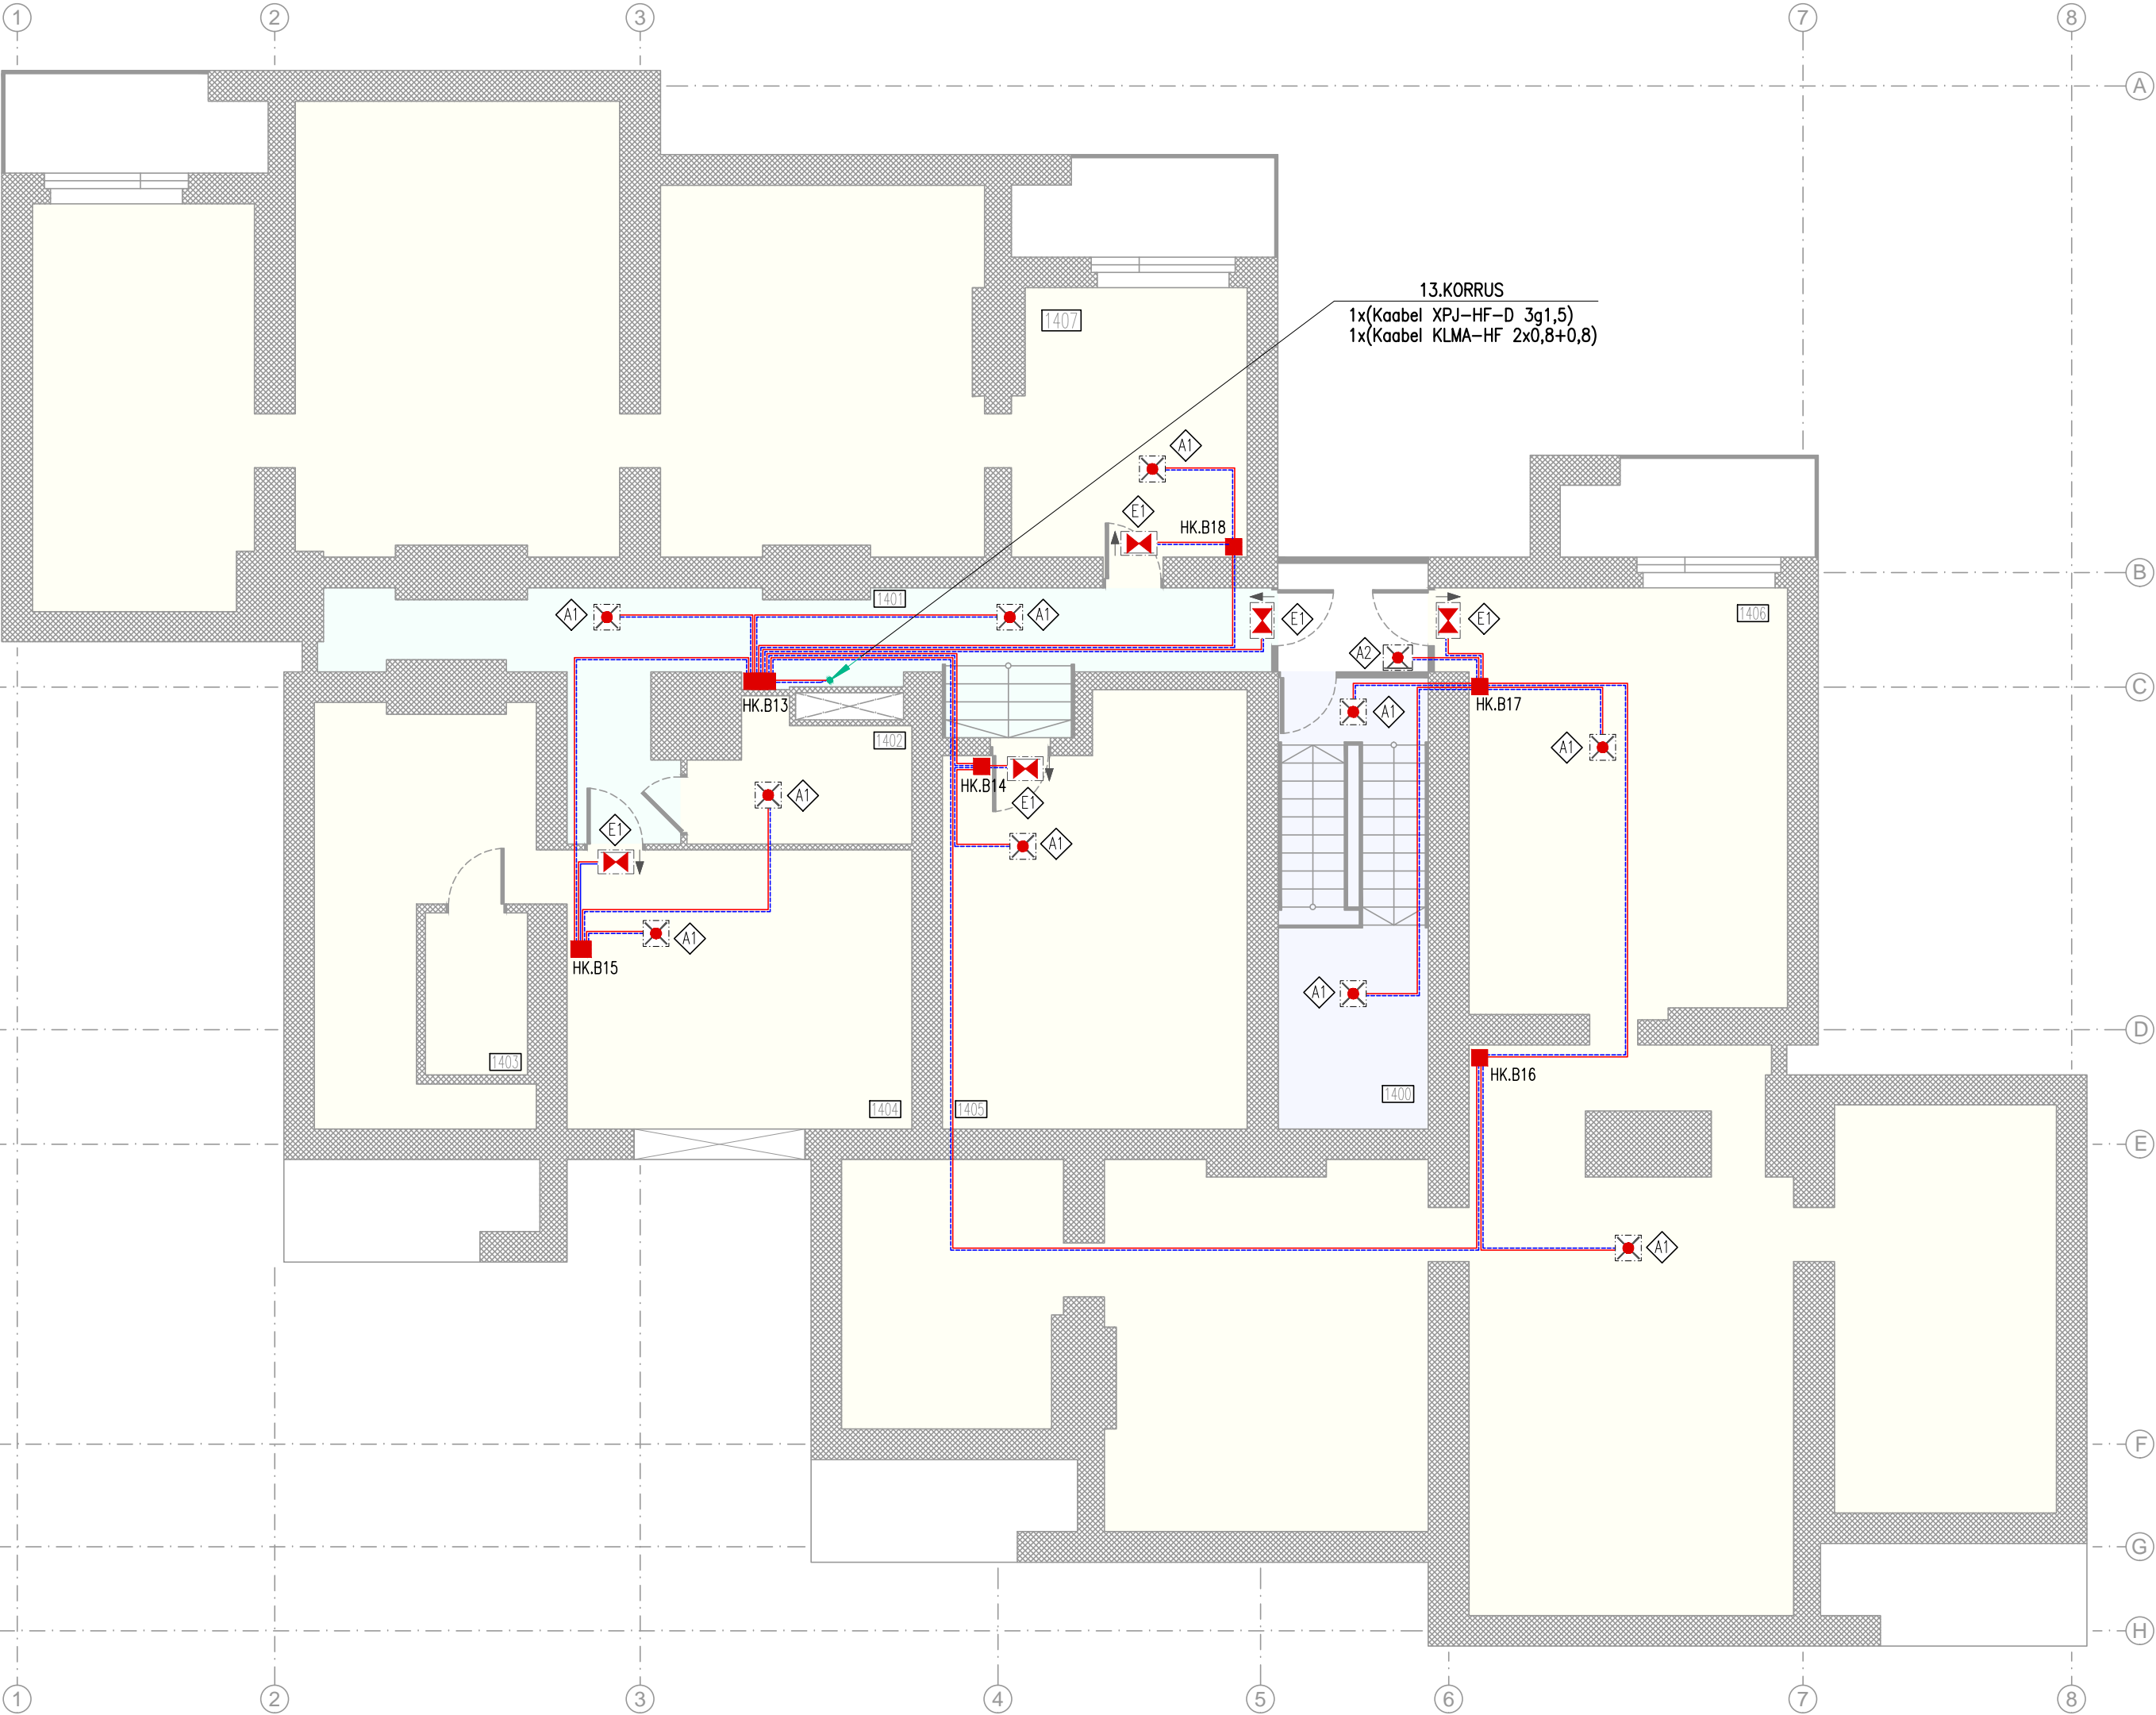 1
2
3
7
8
A
13.KORRUS
1x(Kaabel XPJ-HF-D 3g1,5)
1x(Kaabel KLMA-HF 2x0,8+0,8)
1407
A1
E1
HK.B18
B
1401
A1
A1
E1
E1
1406
A2
C
HK.B13
HK.B17
A1
1402
A1
HK.B14
A1
E1
E1
A1
A1
HK.B15
A1
D
1403
HK.B16
1404
1405
1400
E
A1
F
G
H
1
2
3
4
5
6
7
8